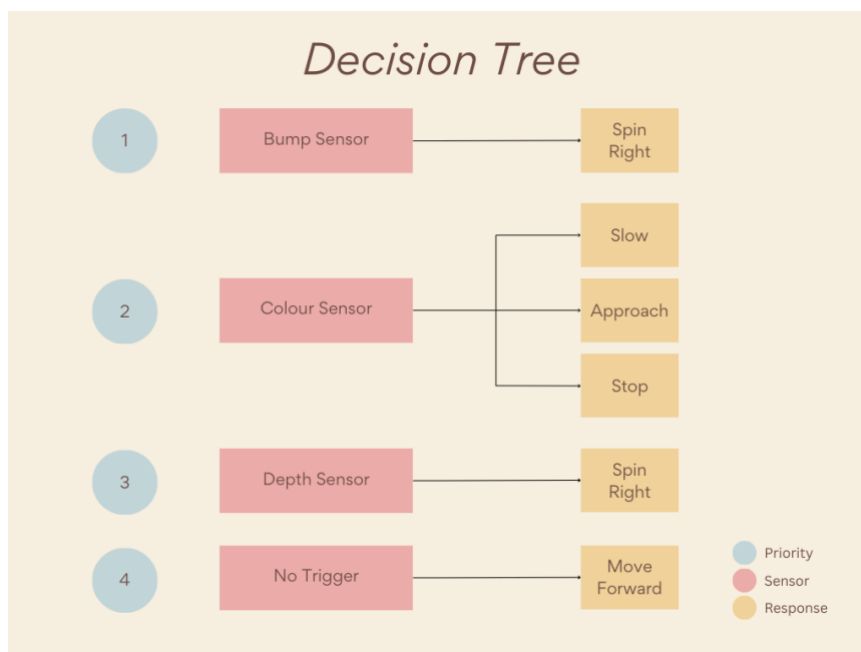 Decision Tree
1
Bump Sensor
Spin
Right
2
Colour Sensor
Slow
Approach
Stop
3
Depth Sensor
Spin
Right
4
No Trigger
Move
Forward
Priority
Sensor
Response